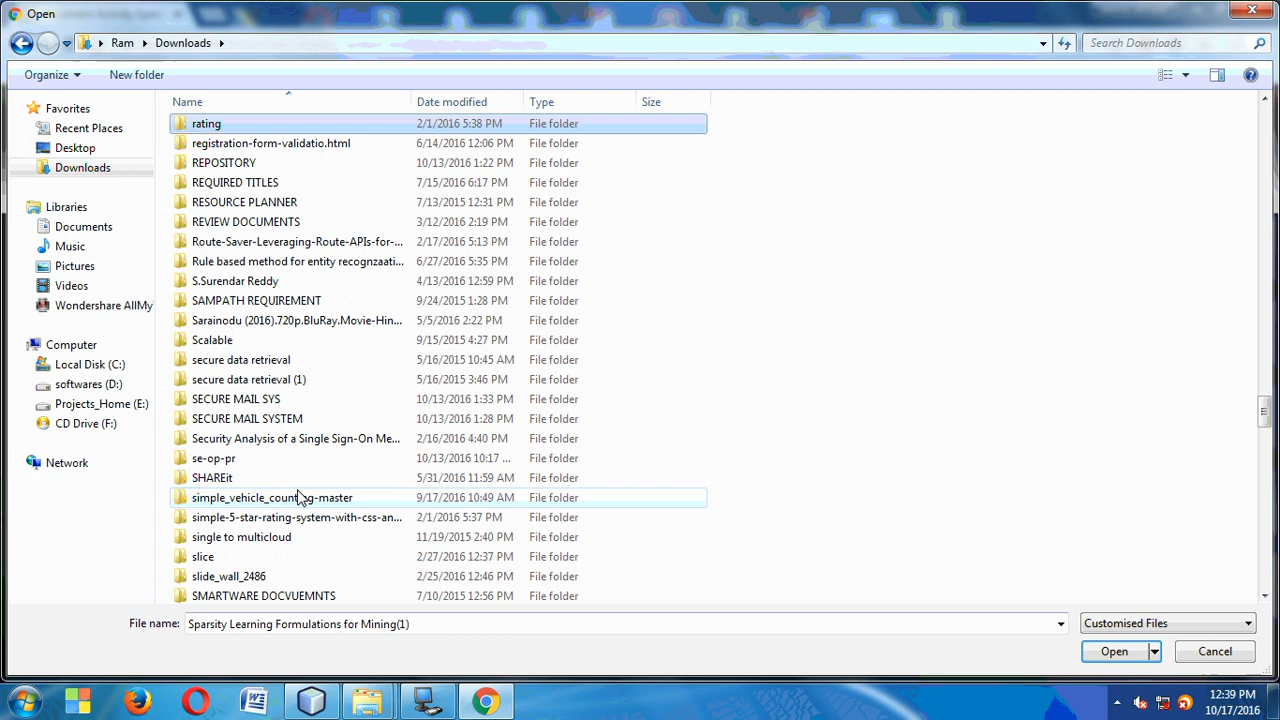 Open
Ram
Downloads
Search Downloads
Organize
New folder
Name
Date modified
Type
Size
Favorites
Recent Places
Desktop
Downloads
Libraries
Documents
Music
Pictures
Videos
Wondershare AllMy
Computer
Local Disk (C:)
softwares (D:)
Projects_Home (E:)
CD Drive (F:)
Network
rating 2/1/2016 5:38 PM File folder
registration-form-validatio.html 6/14/2016 12:06 PM File folder
REPOSITORY 10/13/2016 1:22 PM File folder
REQUIRED TITLES 7/15/2016 6:17 PM File folder
RESOURCE PLANNER 7/13/2015 12:31 PM File folder
REVIEW DOCUMENTS 3/12/2016 2:19 PM File folder
Route-Saver-Leveraging-Route-APIs-for-... 2/17/2016 5:13 PM File folder
Rule based method for entity recognzaati... 6/27/2016 5:35 PM File folder
S.Surendar Reddy 4/13/2016 12:59 PM File folder
SAMPATH REQUIREMENT 9/24/2015 1:28 PM File folder
Sarainodu (2016).720p.BluRay.Movie-Hin... 5/5/2016 2:22 PM File folder
Scalable 9/15/2015 4:27 PM File folder
secure data retrieval 5/16/2015 10:45 AM File folder
secure data retrieval (1) 5/16/2015 3:46 PM File folder
SECURE MAIL SYS 10/13/2016 1:33 PM File folder
SECURE MAIL SYSTEM 10/13/2016 1:28 PM File folder
Security Analysis of a Single Sign-On Me... 2/16/2016 4:40 PM File folder
se-op-pr 10/13/2016 10:17 ... File folder
SHAREit 5/31/2016 11:59 AM File folder
simple_vehicle_counting-master 9/17/2016 10:49 AM File folder
simple-5-star-rating-system-with-css-an... 2/1/2016 5:37 PM File folder
single to multicloud 11/19/2015 2:40 PM File folder
slice 2/27/2016 12:37 PM File folder
slide_wall_2486 2/25/2016 12:46 PM File folder
SMARTWARE DOCVUEMNTS 7/10/2015 12:56 PM File folder
File name: Sparsity Learning Formulations for Mining(1)
Customised Files
Open
Cancel
12:39 PM
10/17/2016